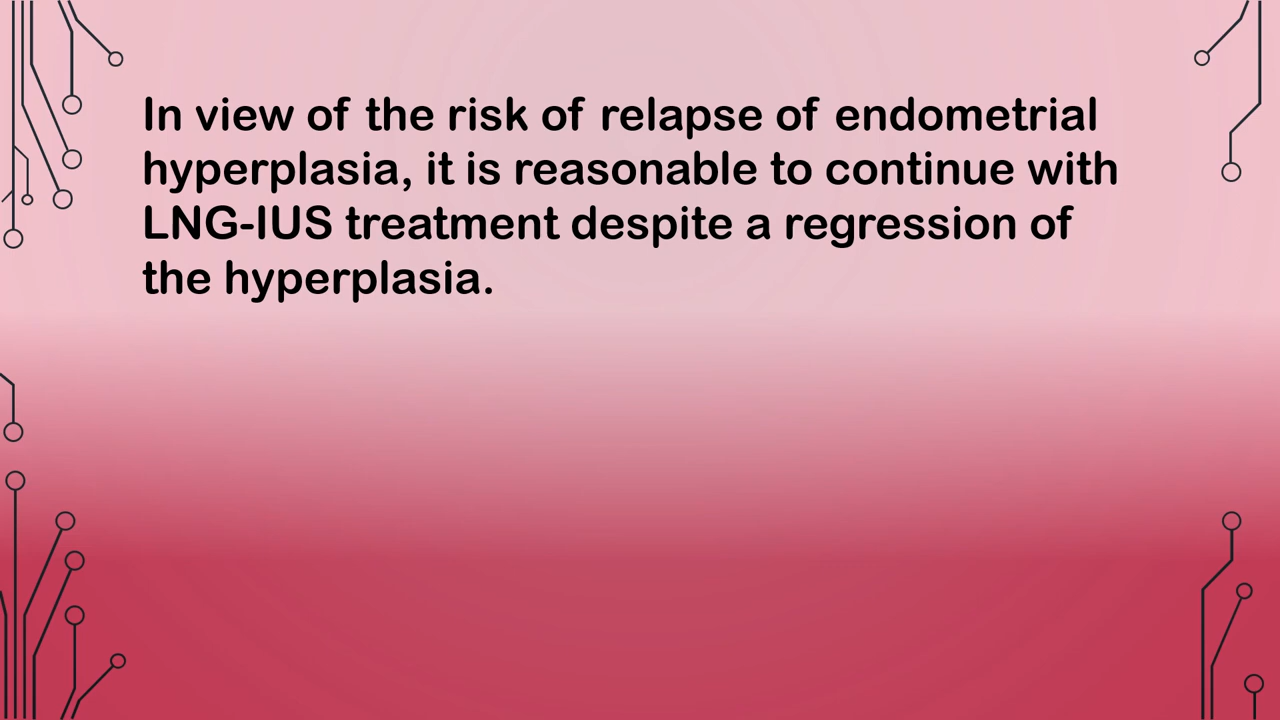 In view of the risk of relapse of endometrial
hyperplasia, it is reasonable to continue with
LNG-IUS treatment despite a regression of
the hyperplasia.